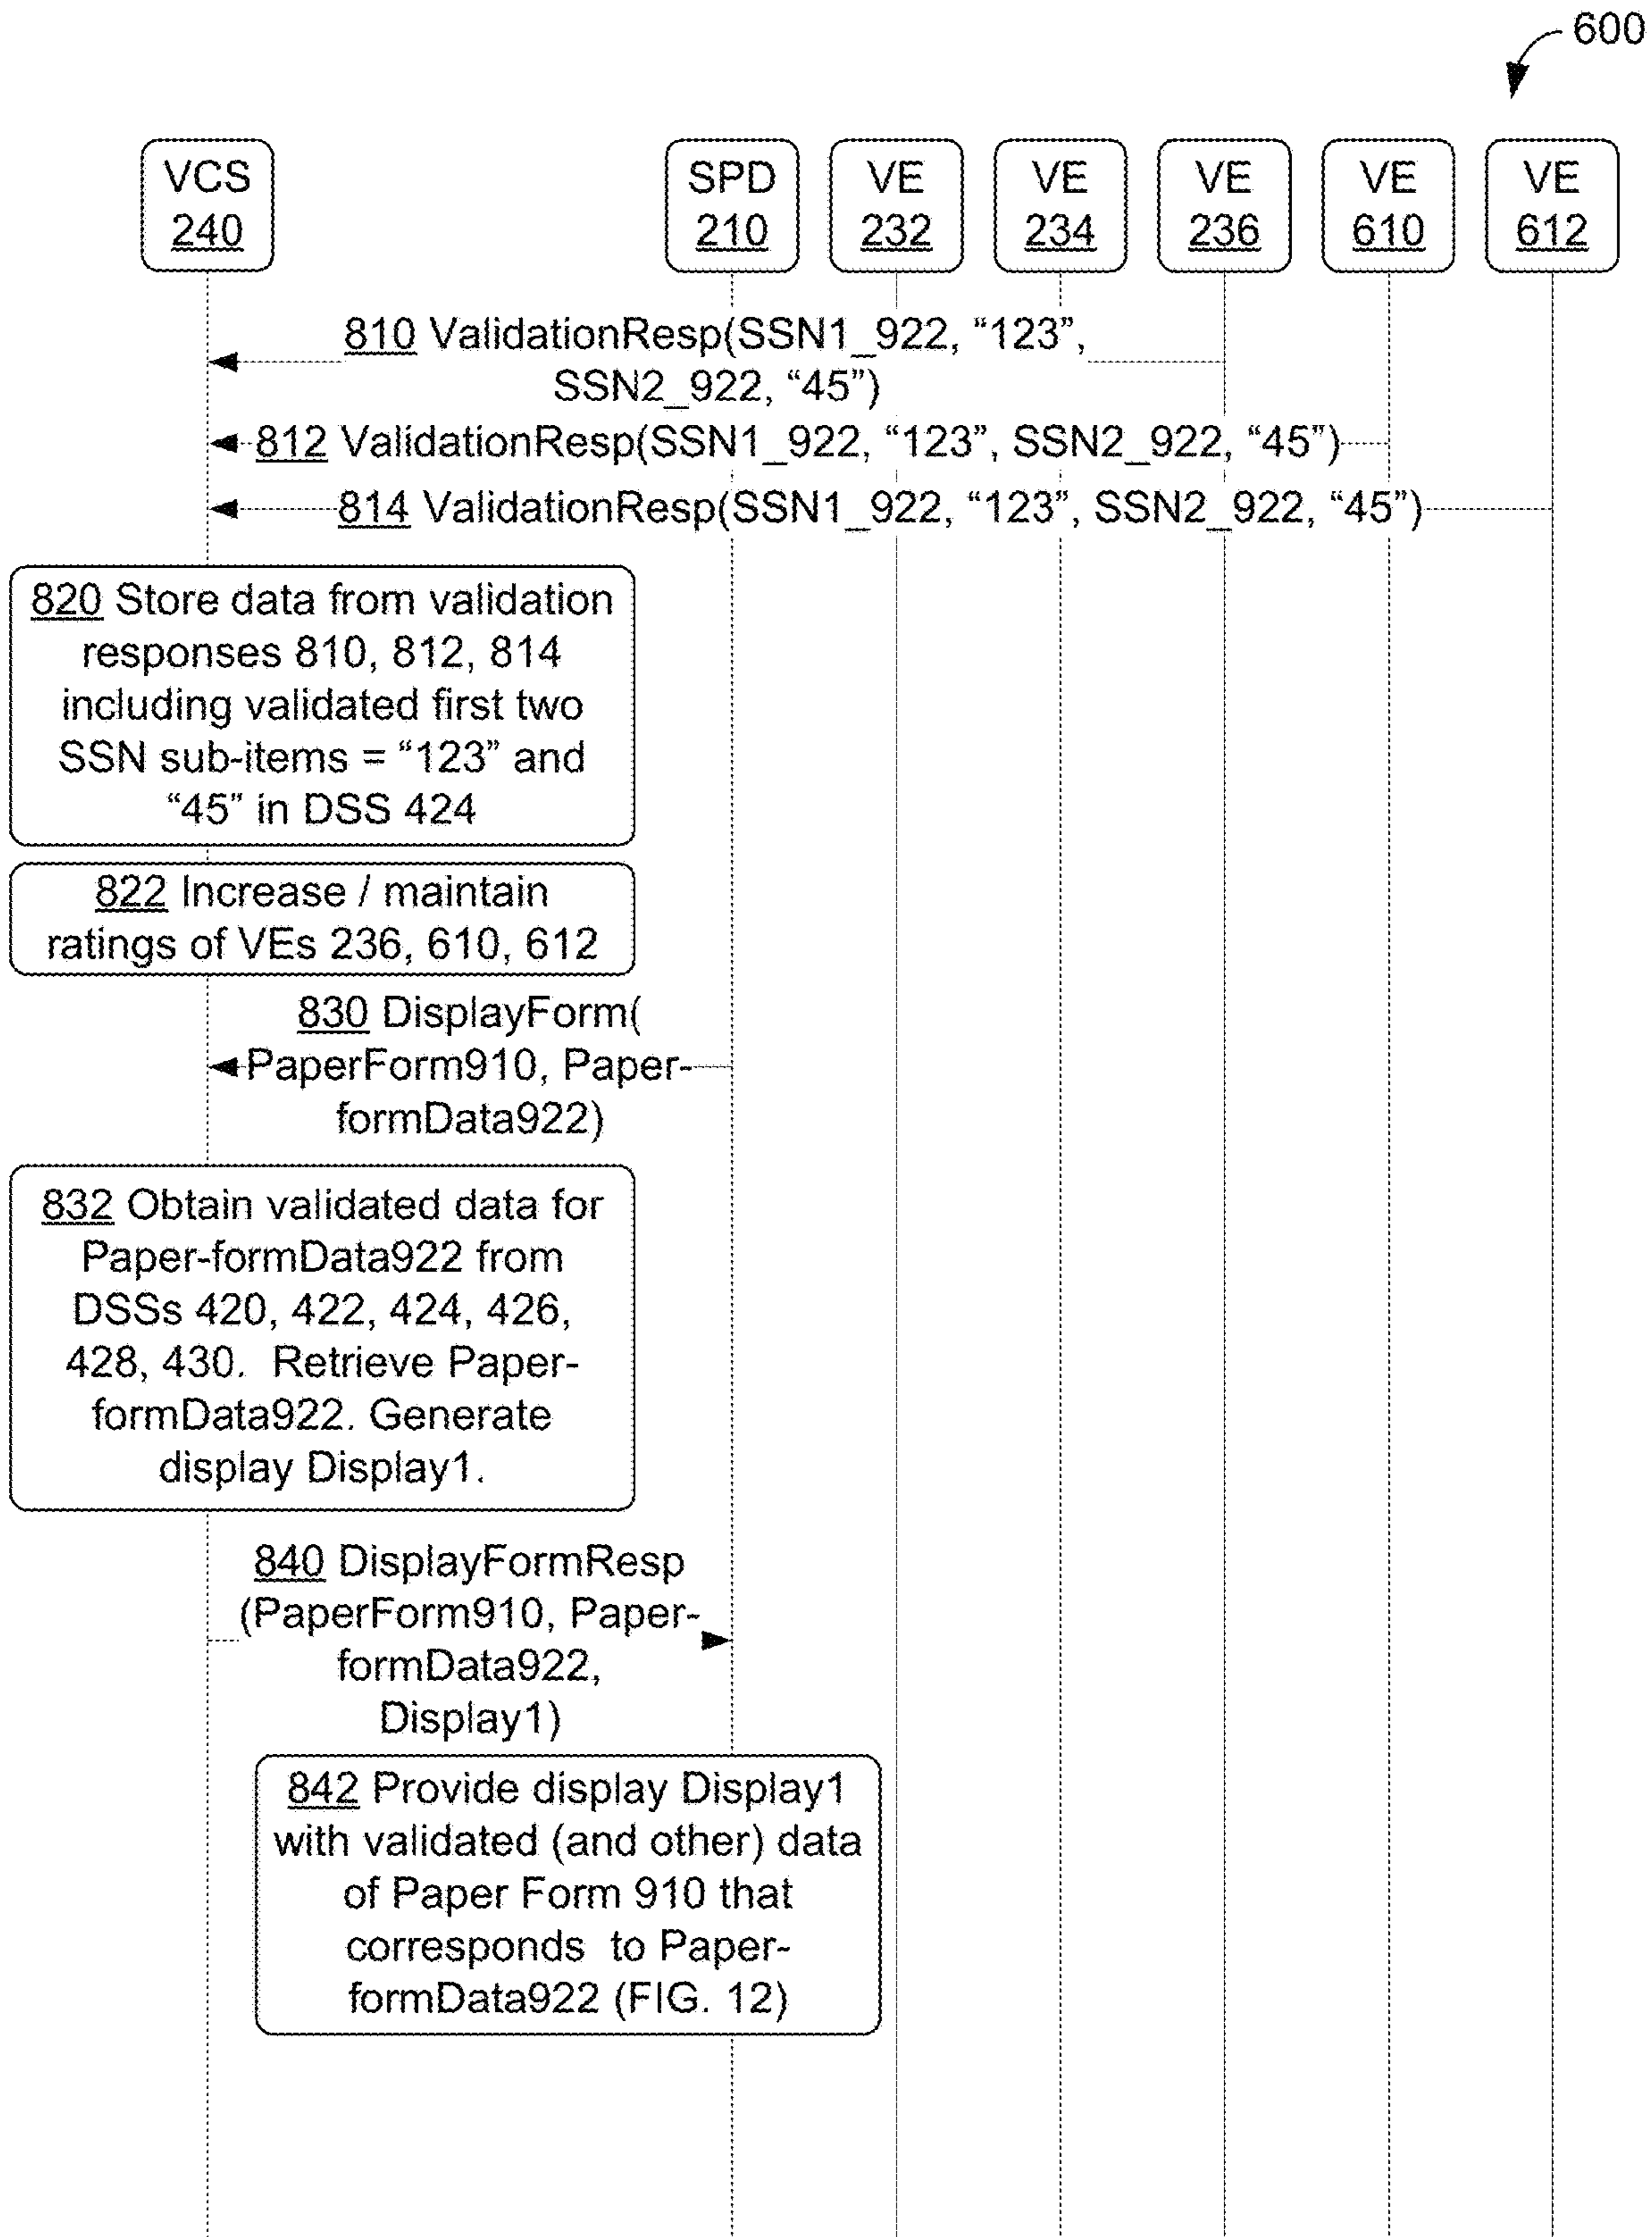 600
VCS
240
SPD
210
VE
232
VE
234
VE
236
VE
610
VE
612
810 ValidationResp(SSN1_922, “123”,
SSN2_922, “45”)
812 ValidationResp(SSN1_922, “123”, SSN2_922, “45”)
814 ValidationResp(SSN1_922, “123”, SSN2_922, “45”)
820 Store data from validation
responses 810, 812, 814
including validated first two
SSN sub-items = “123” and
“45” in DSS 424
822 Increase / maintain
ratings of VEs 236, 610, 612
830 DisplayForm(
PaperForm910, Paper-
formData922)
832 Obtain validated data for
Paper-formData922 from
DSSs 420, 422, 424, 426,
428, 430. Retrieve Paper-
formData922. Generate
display Display1.
840 DisplayFormResp
(PaperForm910, Paper-
formData922,
Display1)
842 Provide display Display1
with validated (and other) data
of Paper Form 910 that
corresponds to Paper-
formData922 (FIG. 12)